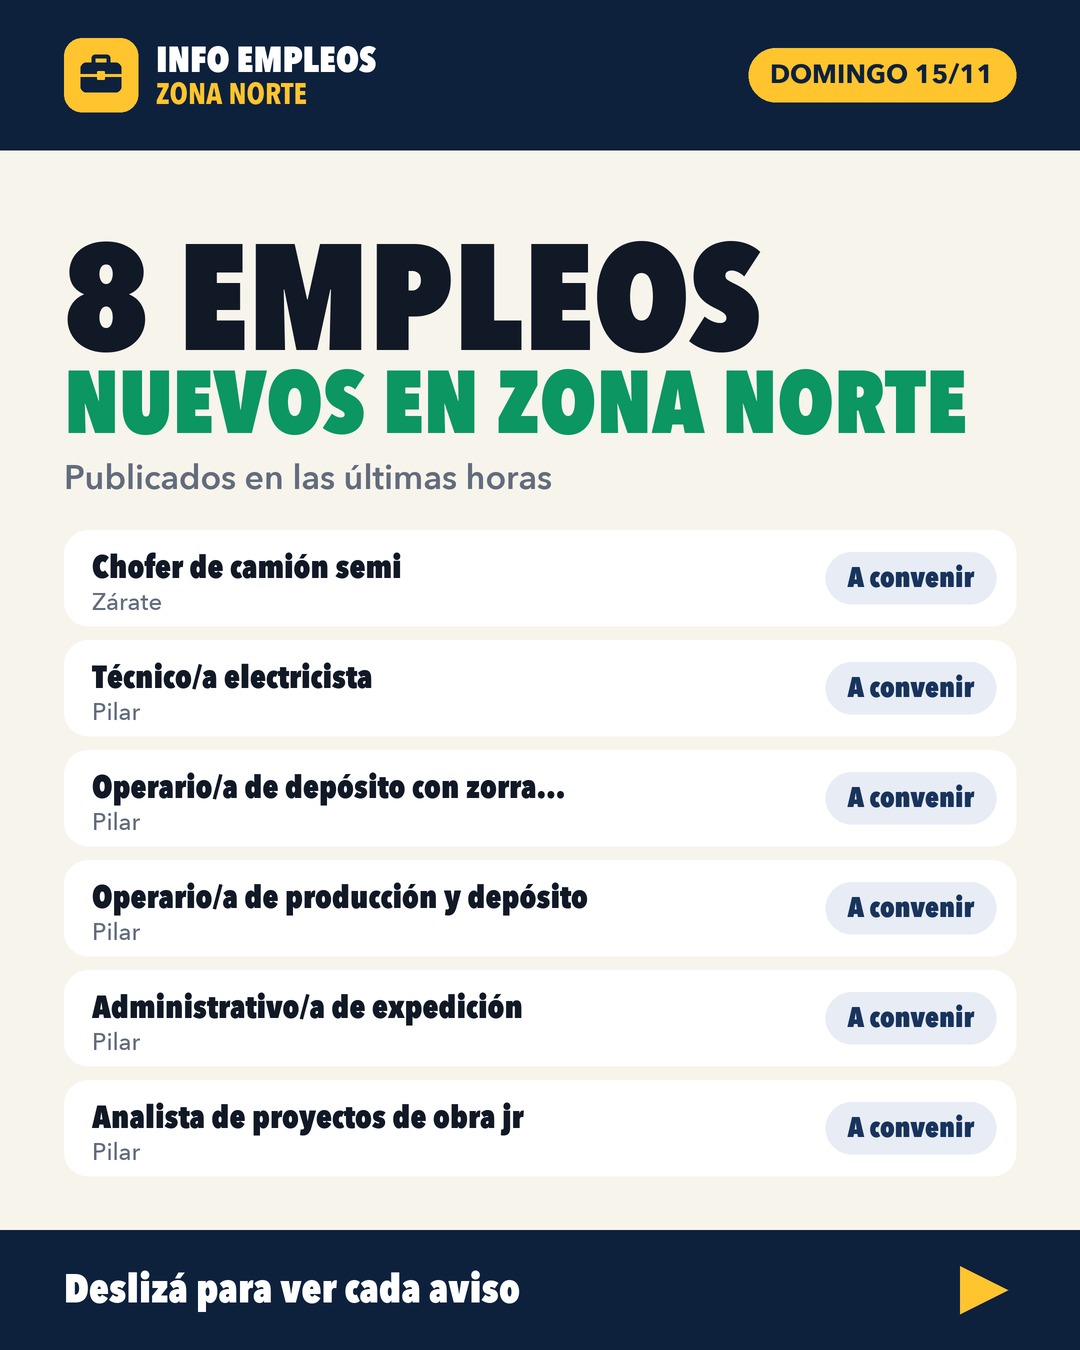 INFO EMPLEOS
ZONA NORTE
DOMINGO 15/11
8 EMPLEOS
NUEVOS EN ZONA NORTE
Publicados en las últimas horas
Chofer de camión semi
Zárate
A convenir
Técnico/a electricista
Pilar
A convenir
Operario/a de depósito con zorra...
Pilar
A convenir
Operario/a de producción y depósito
Pilar
A convenir
Administrativo/a de expedición
Pilar
A convenir
Analista de proyectos de obra jr
Pilar
A convenir
Deslizá para ver cada aviso